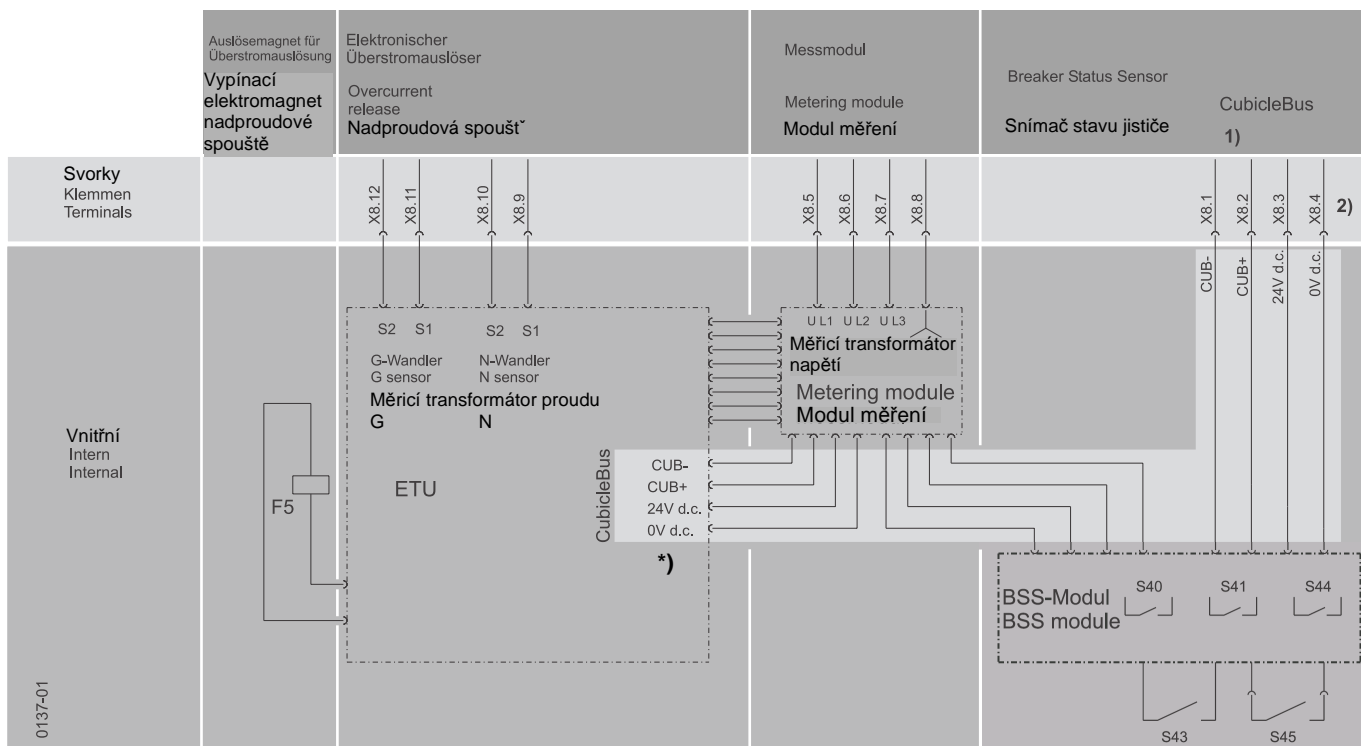 Auslösemagnet für
Überstromauslösung
Vypínací
elektromagnet
nadproudové
spouště
Elektronischer
Überstromauslöser
Overcurrent
release
Nadproudová spoušťˇ
Messmodul
Metering module
Modul měření
Breaker Status Sensor
Snímač stavu jističe
CubicleBus
1)
Svorky
Klemmen
Terminals
X8.12
X8.11
X8.10
X8.9
X8.5
X8.6
X8.7
X8.8
X8.1
X8.2
X8.3
X8.4
2)
CUB-
CUB+
24V d.c.
0V d.c.
Vnitřní
Intern
Internal
F5
S2 S1 S2 S1
G-Wandler N-Wandler
G sensor N sensor
Měricí transformátor proudu
G N
ETU
U L1 U L2 U L3
Měřicí transformátor
napětí
Metering module
Modul měření
CubicleBus
CUB-
CUB+
24V d.c.
0V d.c.
*)
BSS-Modul
BSS module
S40 S41 S44
S43 S45
0137-01